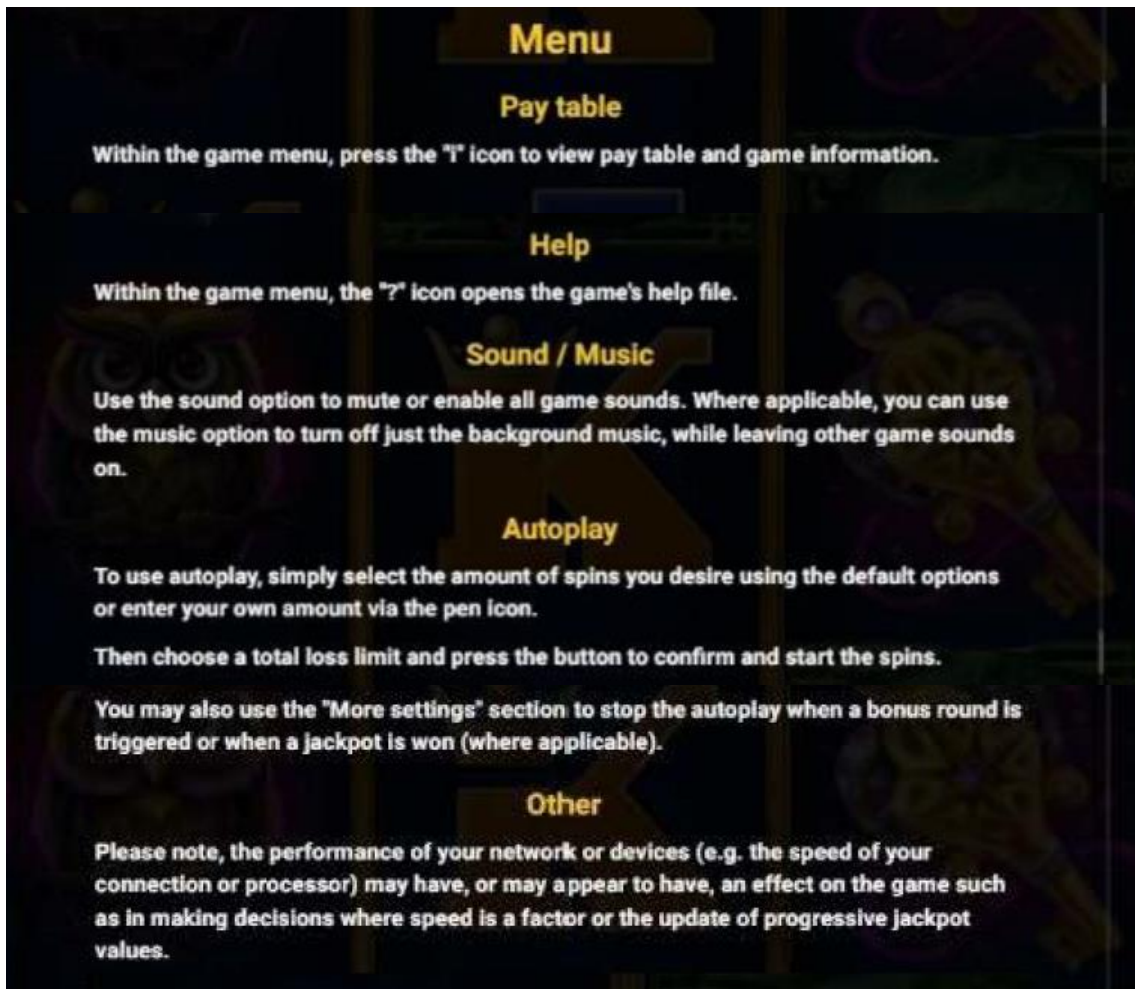 Menu
Pay table
Within the game menu, press the "i" icon to view pay table and game information.
Help
Within the game menu, the "?" icon opens the game's help file.
Sound / Music
Use the sound option to mute or enable all game sounds. Where applicable, you can use
the music option to turn off just the background music, while leaving other game sounds
on.
Autoplay
To use autoplay, simply select the amount of spins you desire using the default options
or enter your own amount via the pen icon.
Then choose a total loss limit and press the button to confirm and start the spins.
You may also use the "More settings" section to stop the autoplay when a bonus round is
triggered or when a jackpot is won (where applicable).
Other
Please note, the performance of your network or devices (e.g. the speed of your
connection or processor) may have, or may appear to have, an effect on the game such
as in making decisions where speed is a factor or the update of progressive jackpot
values.